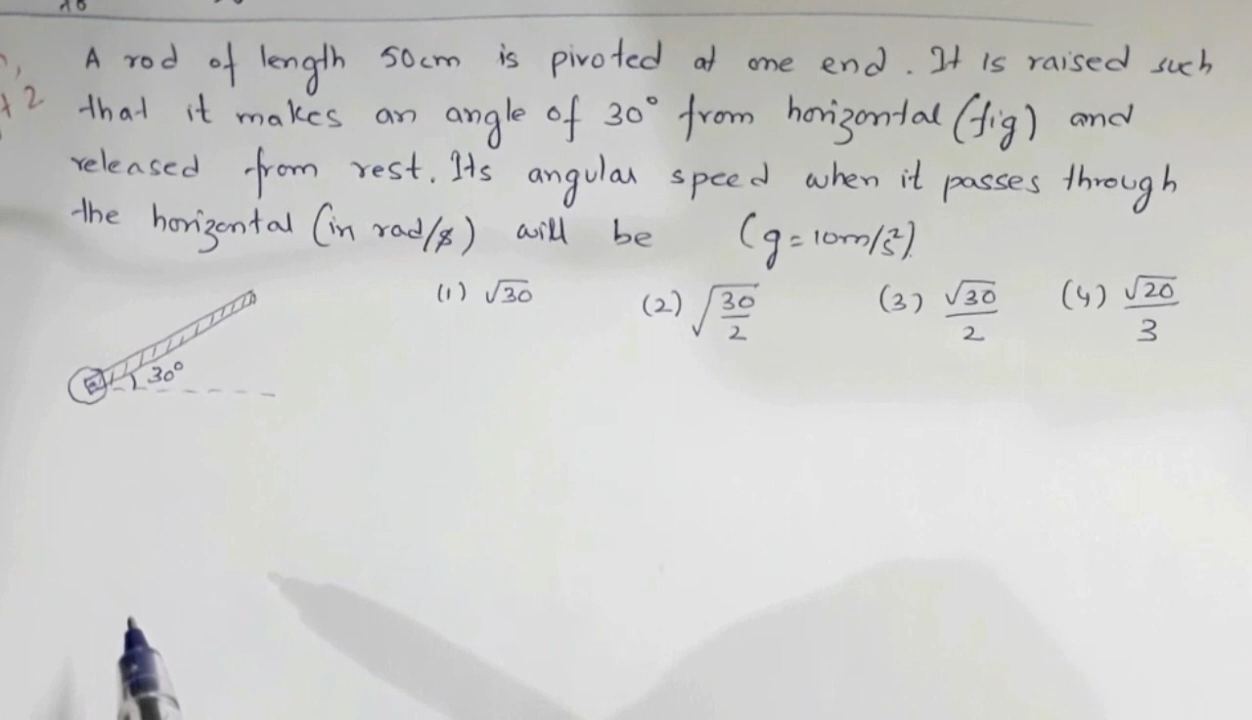 A rod of length 50cm is pivoted at one end. It is raised such
that it makes an angle of 30° from horizontal (fig) and
released from rest. Its angular speed when it passes through
the horizontal (in rad/s) will be (g=10m/s²).
(1) √30 (2) √(30/2) (3) √30/2 (4) √20/3
30°